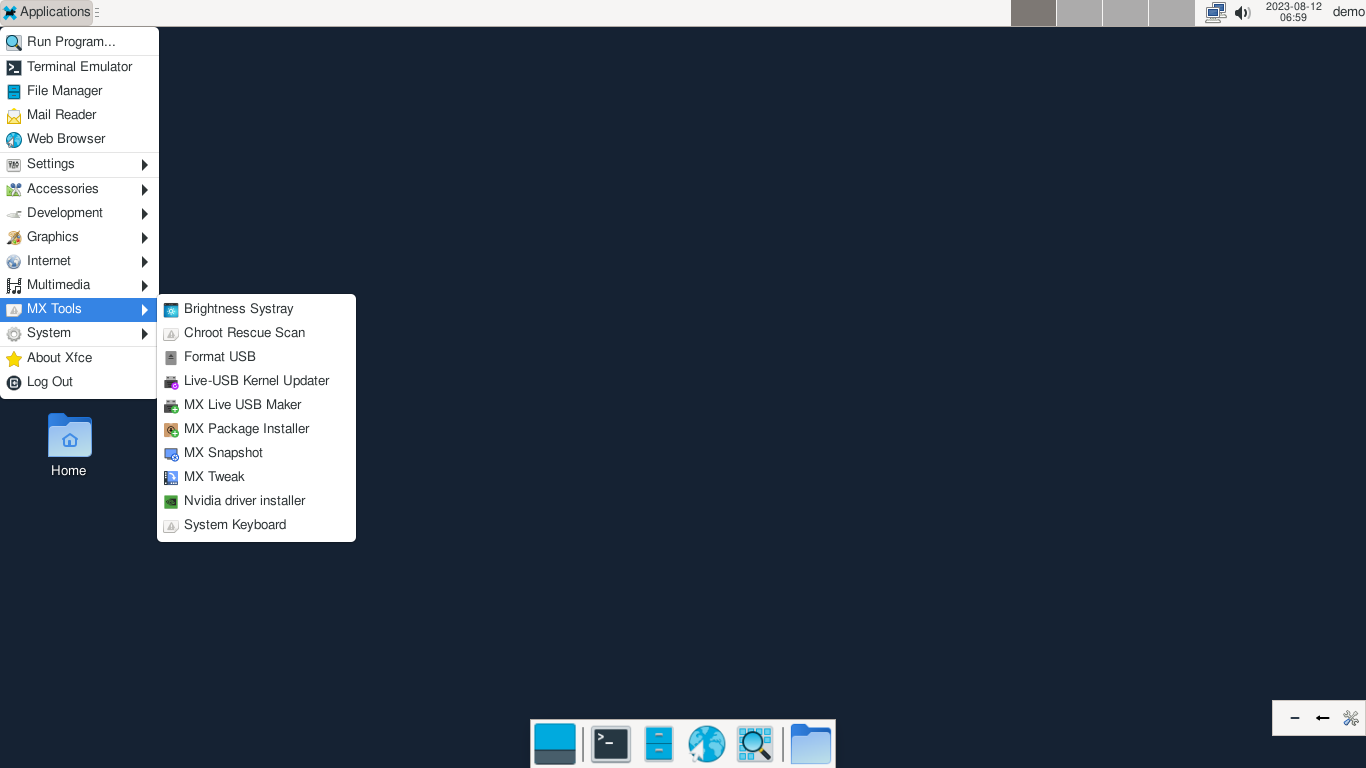 Applications
2023-08-12
06:59
demo
Run Program...
Terminal Emulator
File Manager
Mail Reader
Web Browser
Settings
Accessories
Development
Graphics
Internet
Multimedia
MX Tools
System
About Xfce
Log Out
Brightness Systray
Chroot Rescue Scan
Format USB
Live-USB Kernel Updater
MX Live USB Maker
MX Package Installer
MX Snapshot
MX Tweak
Nvidia driver installer
System Keyboard
Home